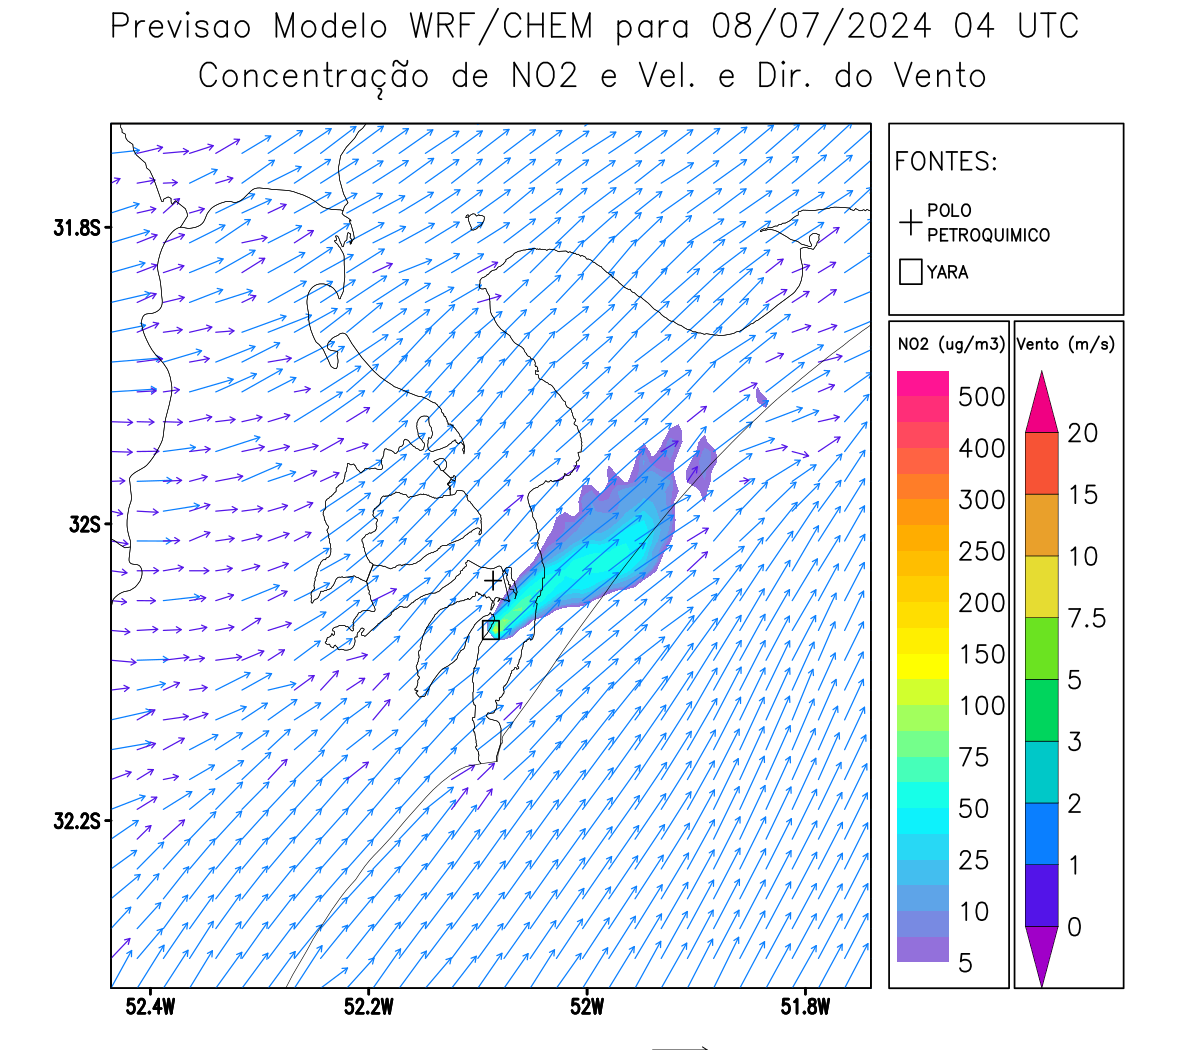 Previsao Modelo WRF/CHEM para 08/07/2024 04 UTC
Concentração de NO2 e Vel. e Dir. do Vento
FONTES:
POLO
PETROQUIMICO
YARA
NO2 (ug/m3)
500
400
300
250
200
150
100
75
50
25
10
5
Vento (m/s)
20
15
10
7.5
5
3
2
1
0
31.8S
32S
32.2S
52.4W
52.2W
52W
51.8W